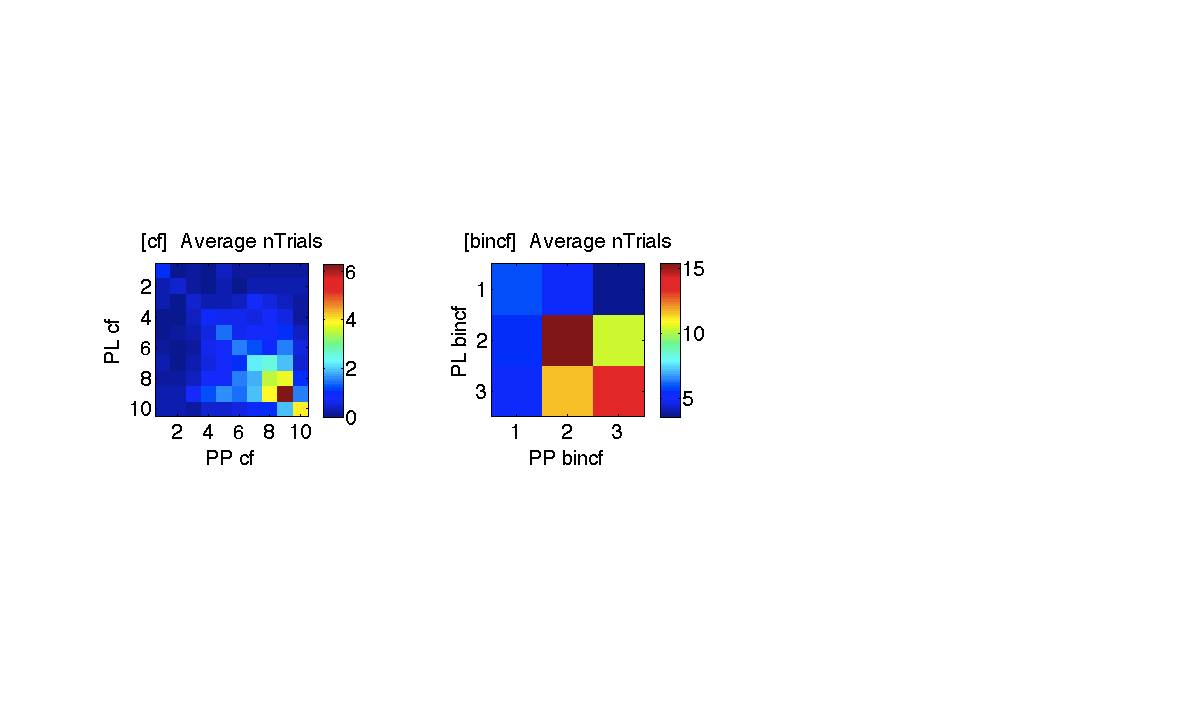 [cf]  Average nTrials
PL cf
2
4
6
8
10
2 4 6 8 10
PP cf
6
4
2
0
[bincf]  Average nTrials
PL bincf
1
2
3
1 2 3
PP bincf
15
10
5